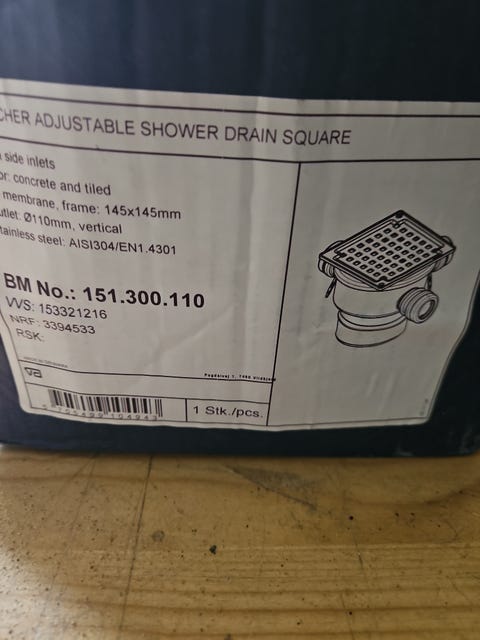 CHER ADJUSTABLE SHOWER DRAIN SQUARE
side inlets
or: concrete and tiled
membrane, frame: 145x145mm
utlet: Ø110mm, vertical
tainless steel: AISI304/EN1.4301
BM No.: 151.300.110
VVS: 153321216
NRF: 3394533
RSK:
1 Stk./pcs.